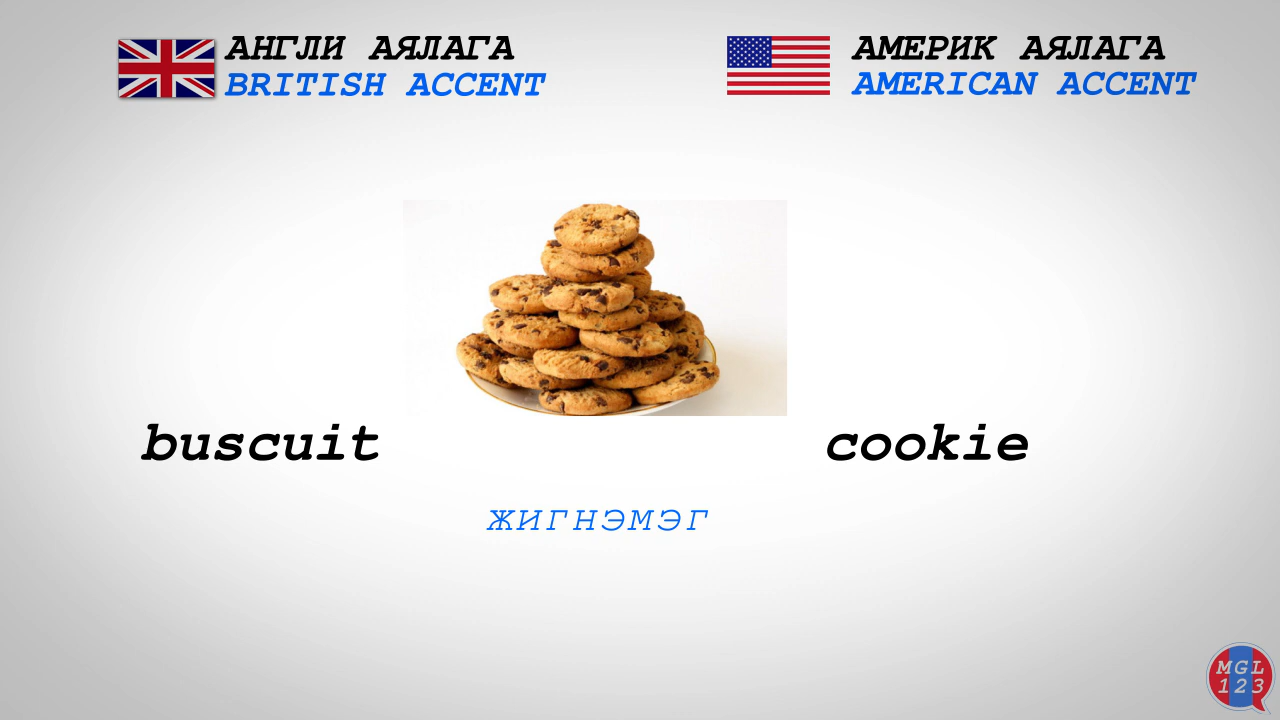 АНГЛИ АЯЛАГА
BRITISH ACCENT
АМЕРИК АЯЛАГА
AMERICAN ACCENT
buscuit
cookie
ЖИГНЭМЭГ
MGL
123